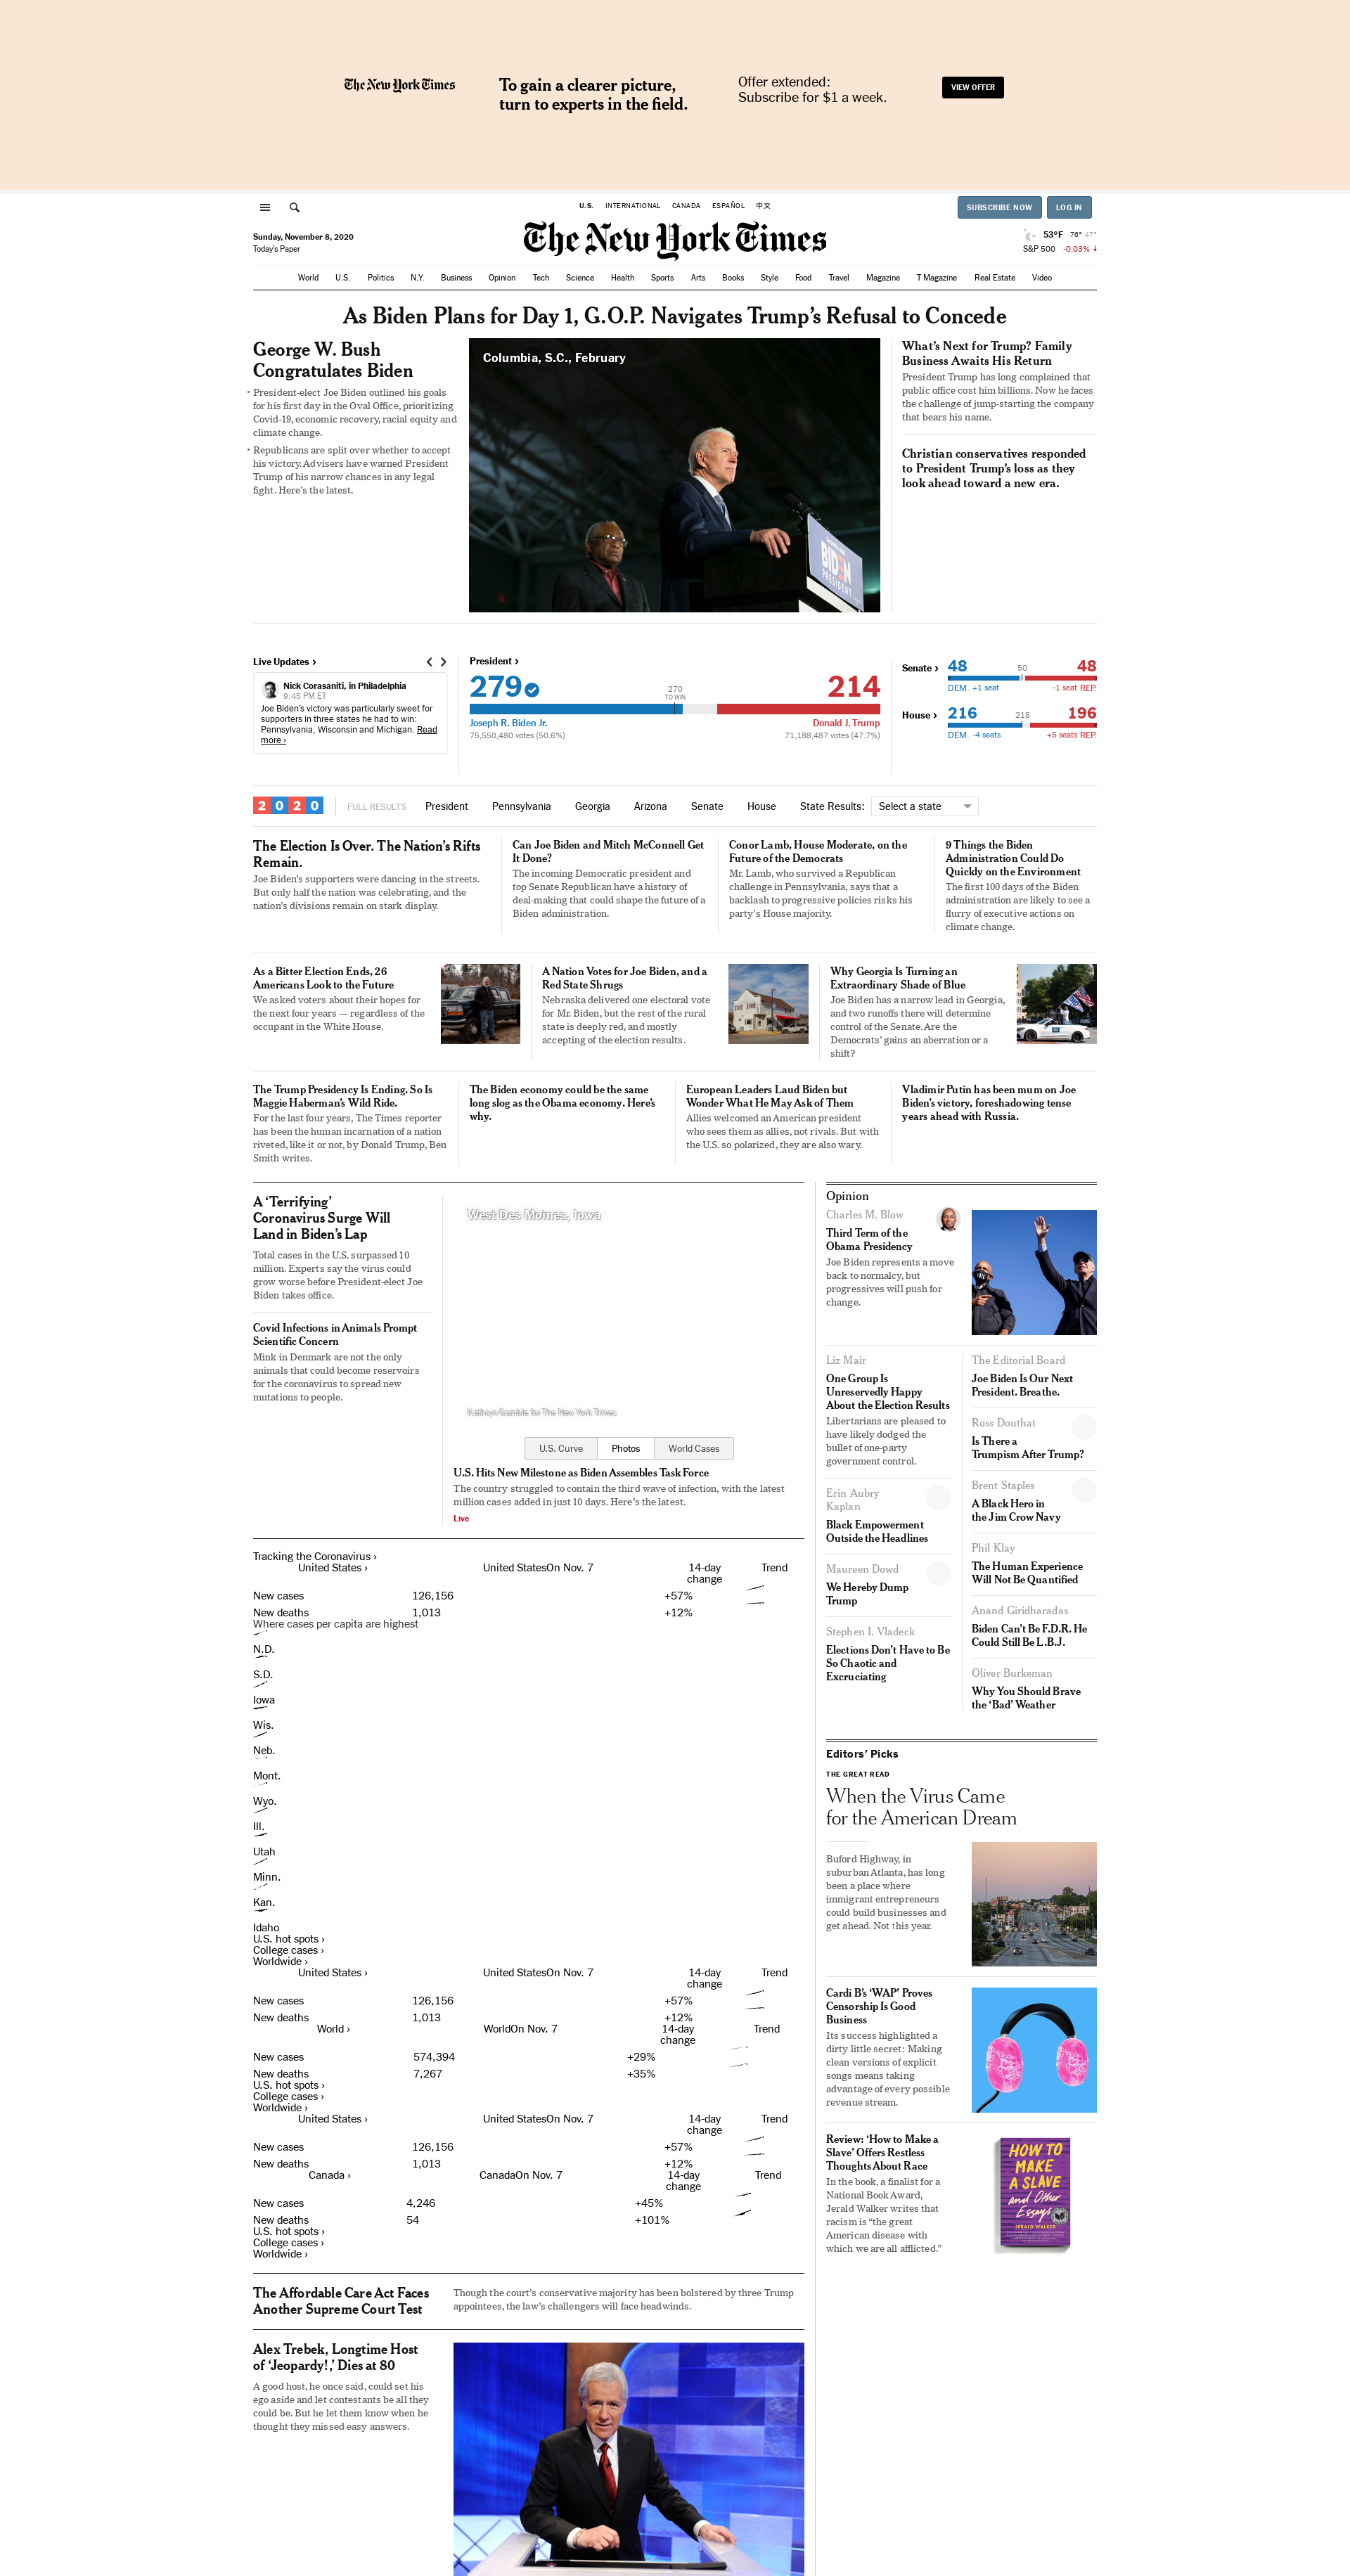 The New York Times
To gain a clearer picture,
turn to experts in the field.
Offer extended:
Subscribe for $1 a week.
VIEW OFFER
U.S. INTERNATIONAL CANADA ESPAÑOL 中文
SUBSCRIBE NOW
LOG IN
Sunday, November 8, 2020
Today's Paper
The New York Times
53°F 76° 47°
S&P 500 -0.03%
World U.S. Politics N.Y. Business Opinion Tech Science Health Sports Arts Books Style Food Travel Magazine T Magazine Real Estate Video
As Biden Plans for Day 1, G.O.P. Navigates Trump’s Refusal to Concede
George W. Bush
Congratulates Biden
• President-elect Joe Biden outlined his goals
for his first day in the Oval Office, prioritizing
Covid-19, economic recovery, racial equity and
climate change.
• Republicans are split over whether to accept
his victory. Advisers have warned President
Trump of his narrow chances in any legal
fight. Here's the latest.
Columbia, S.C., February
BIDEN
PRESIDENT
What’s Next for Trump? Family
Business Awaits His Return
President Trump has long complained that
public office cost him billions. Now he faces
the challenge of jump-starting the company
that bears his name.
Christian conservatives responded
to President Trump’s loss as they
look ahead toward a new era.
Live Updates ›
Nick Corasaniti, in Philadelphia
9:45 PM ET
Joe Biden’s victory was particularly sweet for
supporters in three states he had to win:
Pennsylvania, Wisconsin and Michigan. Read
more ›
President ›
279
270
TO WIN
214
Joseph R. Biden Jr.
Donald J. Trump
75,550,480 votes (50.6%)
71,188,487 votes (47.7%)
Senate › 48 50 48
DEM. +1 seat -1 seat REP.
House › 216 218 196
DEM. -4 seats +5 seats REP.
2020 FULL RESULTS President Pennsylvania Georgia Arizona Senate House State Results: Select a state
The Election Is Over. The Nation’s Rifts
Remain.
Joe Biden’s supporters were dancing in the streets.
But only half the nation was celebrating, and the
nation’s divisions remain on stark display.
Can Joe Biden and Mitch McConnell Get
It Done?
The incoming Democratic president and
top Senate Republican have a history of
deal-making that could shape the future of a
Biden administration.
Conor Lamb, House Moderate, on the
Future of the Democrats
Mr. Lamb, who survived a Republican
challenge in Pennsylvania, says that a
backlash to progressive policies risks his
party’s House majority.
9 Things the Biden
Administration Could Do
Quickly on the Environment
The first 100 days of the Biden
administration are likely to see a
flurry of executive actions on
climate change.
As a Bitter Election Ends, 26
Americans Look to the Future
We asked voters about their hopes for
the next four years — regardless of the
occupant in the White House.
A Nation Votes for Joe Biden, and a
Red State Shrugs
Nebraska delivered one electoral vote
for Mr. Biden, but the rest of the rural
state is deeply red, and mostly
accepting of the election results.
Why Georgia Is Turning an
Extraordinary Shade of Blue
Joe Biden has a narrow lead in Georgia,
and two runoffs there will determine
control of the Senate. Are the
Democrats’ gains an aberration or a
shift?
The Trump Presidency Is Ending. So Is
Maggie Haberman’s Wild Ride.
For the last four years, The Times reporter
has been the human incarnation of a nation
riveted, like it or not, by Donald Trump, Ben
Smith writes.
The Biden economy could be the same
long slog as the Obama economy. Here’s
why.
European Leaders Laud Biden but
Wonder What He May Ask of Them
Allies welcomed an American president
who sees them as allies, not rivals. But with
the U.S. so polarized, they are also wary.
Vladimir Putin has been mum on Joe
Biden’s victory, foreshadowing tense
years ahead with Russia.
A ‘Terrifying’
Coronavirus Surge Will
Land in Biden’s Lap
Total cases in the U.S. surpassed 10
million. Experts say the virus could
grow worse before President-elect Joe
Biden takes office.
Covid Infections in Animals Prompt
Scientific Concern
Mink in Denmark are not the only
animals that could become reservoirs
for the coronavirus to spread new
mutations to people.
West Des Moines, Iowa
Kathryn Gamble for The New York Times
U.S. Curve Photos World Cases
U.S. Hits New Milestone as Biden Assembles Task Force
The country struggled to contain the third wave of infection, with the latest
million cases added in just 10 days. Here’s the latest.
Live
Tracking the Coronavirus ›
United States › United StatesOn Nov. 7 14-day Trend
change
New cases 126,156 +57%
New deaths 1,013 +12%
Where cases per capita are highest
N.D.
S.D.
Iowa
Wis.
Neb.
Mont.
Wyo.
Ill.
Utah
Minn.
Kan.
Idaho
U.S. hot spots ›
College cases ›
Worldwide ›
United States › United StatesOn Nov. 7 14-day Trend
change
New cases 126,156 +57%
New deaths 1,013 +12%
World › WorldOn Nov. 7 14-day Trend
change
New cases 574,394 +29%
New deaths 7,267 +35%
U.S. hot spots ›
College cases ›
Worldwide ›
United States › United StatesOn Nov. 7 14-day Trend
change
New cases 126,156 +57%
New deaths 1,013 +12%
Canada › CanadaOn Nov. 7 14-day Trend
change
New cases 4,246 +45%
New deaths 54 +101%
U.S. hot spots ›
College cases ›
Worldwide ›
The Affordable Care Act Faces
Another Supreme Court Test
Though the court’s conservative majority has been bolstered by three Trump
appointees, the law’s challengers will face headwinds.
Alex Trebek, Longtime Host
of ‘Jeopardy!,’ Dies at 80
A good host, he once said, could set his
ego aside and let contestants be all they
could be. But he let them know when he
thought they missed easy answers.
Opinion
Charles M. Blow
Third Term of the
Obama Presidency
Joe Biden represents a move
back to normalcy, but
progressives will push for
change.
Liz Mair
One Group Is
Unreservedly Happy
About the Election Results
Libertarians are pleased to
have likely dodged the
bullet of one-party
government control.
Erin Aubry
Kaplan
Black Empowerment
Outside the Headlines
Maureen Dowd
We Hereby Dump
Trump
Stephen I. Vladeck
Elections Don’t Have to Be
So Chaotic and
Excruciating
The Editorial Board
Joe Biden Is Our Next
President. Breathe.
Ross Douthat
Is There a
Trumpism After Trump?
Brent Staples
A Black Hero in
the Jim Crow Navy
Phil Klay
The Human Experience
Will Not Be Quantified
Anand Giridharadas
Biden Can’t Be F.D.R. He
Could Still Be L.B.J.
Oliver Burkeman
Why You Should Brave
the ‘Bad’ Weather
Editors’ Picks
THE GREAT READ
When the Virus Came
for the American Dream
Buford Highway, in
suburban Atlanta, has long
been a place where
immigrant entrepreneurs
could build businesses and
get ahead. Not this year.
Cardi B’s ‘WAP’ Proves
Censorship Is Good
Business
Its success highlighted a
dirty little secret: Making
clean versions of explicit
songs means taking
advantage of every possible
revenue stream.
Review: ‘How to Make a
Slave’ Offers Restless
Thoughts About Race
In the book, a finalist for a
National Book Award,
Jerald Walker writes that
racism is “the great
American disease with
which we are all afflicted.”
HOW TO
MAKE
A SLAVE
and Other
Essays
JERALD WALKER